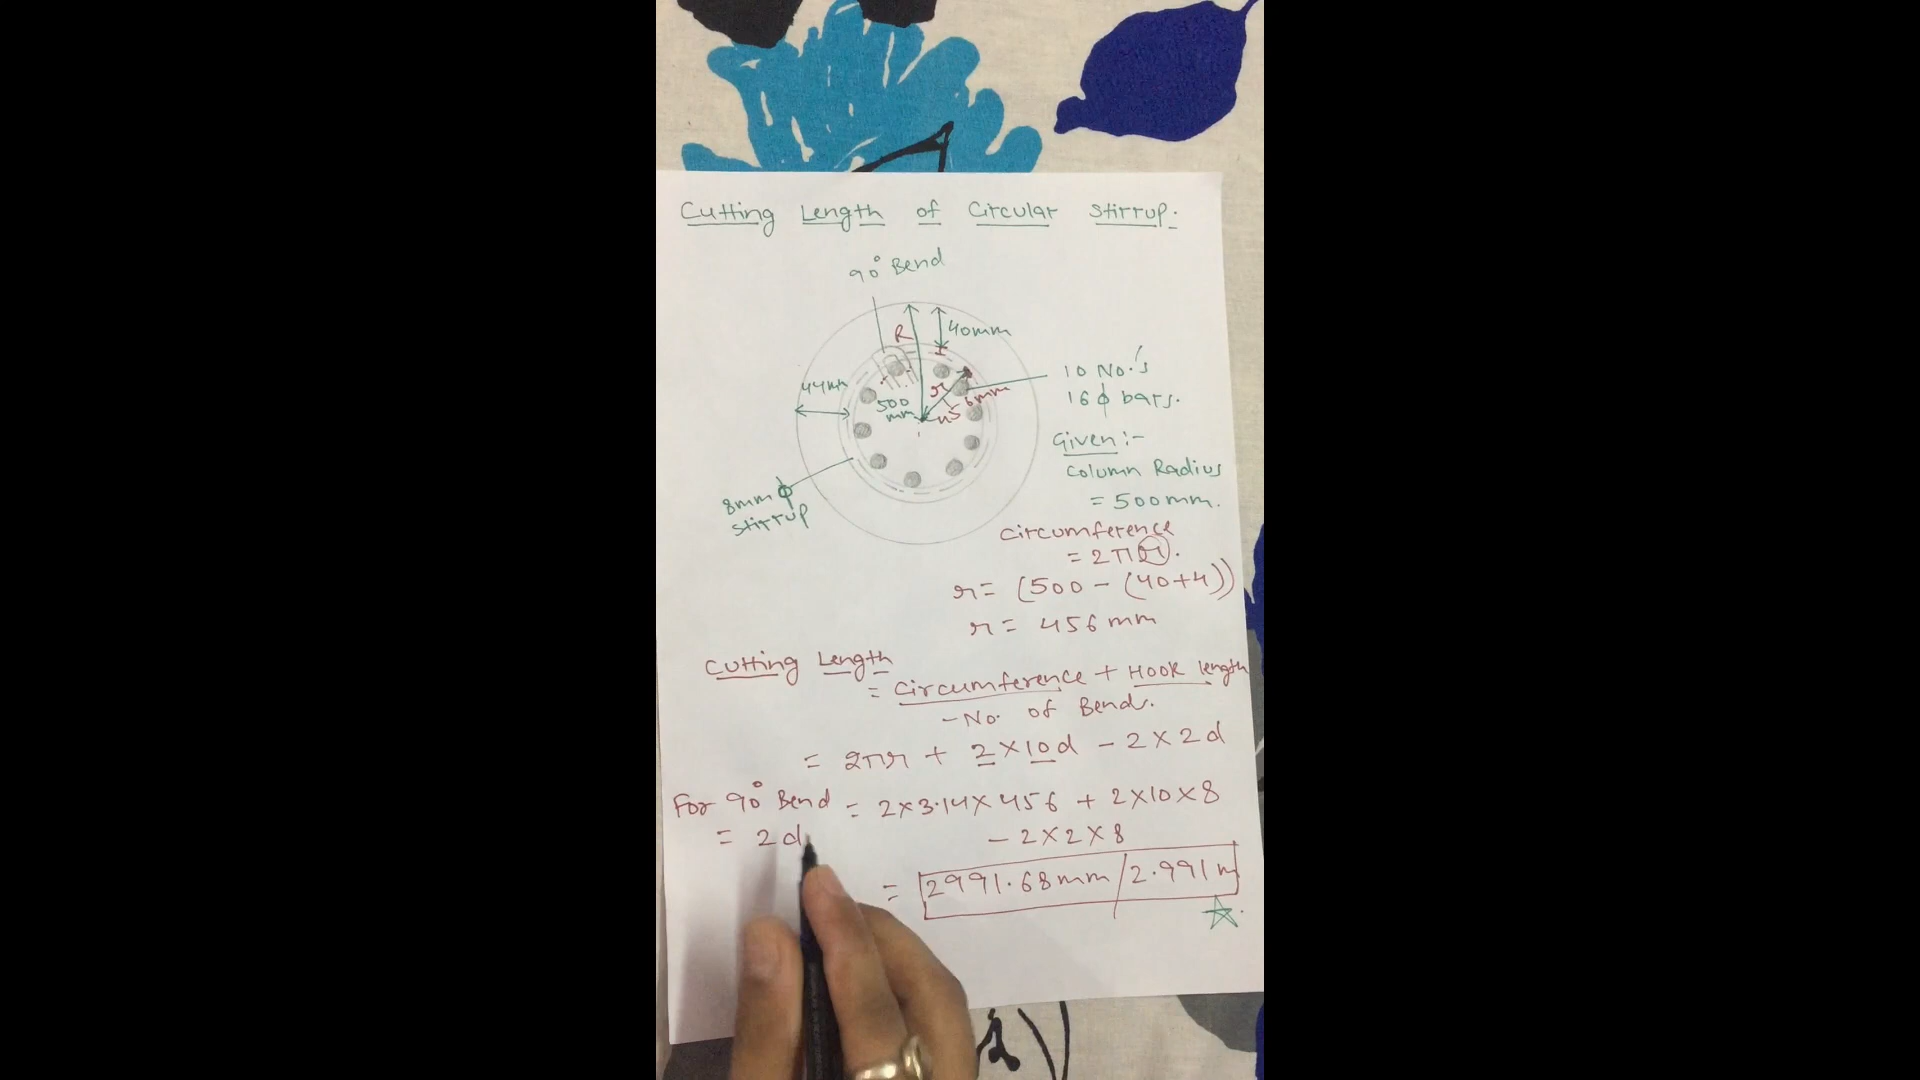 Cutting Length of Circular Stirrup.
90° Bend
R
40mm
44mm
500
mm
r
456mm
10 No.'s
16 ϕ bars.
Given :-
Column Radius
= 500mm.
8mm ϕ
stirrup
Circumference
= 2πr.
r = (500 - (40+4))
r = 456 mm
Cutting Length
= Circumference + Hook length
- No. of Bends.
= 2πr + 2×10d - 2×2d
For 90° Bend
= 2d
= 2×3.14×456 + 2×10×8
- 2×2×8
= 2991.68mm / 2.991m